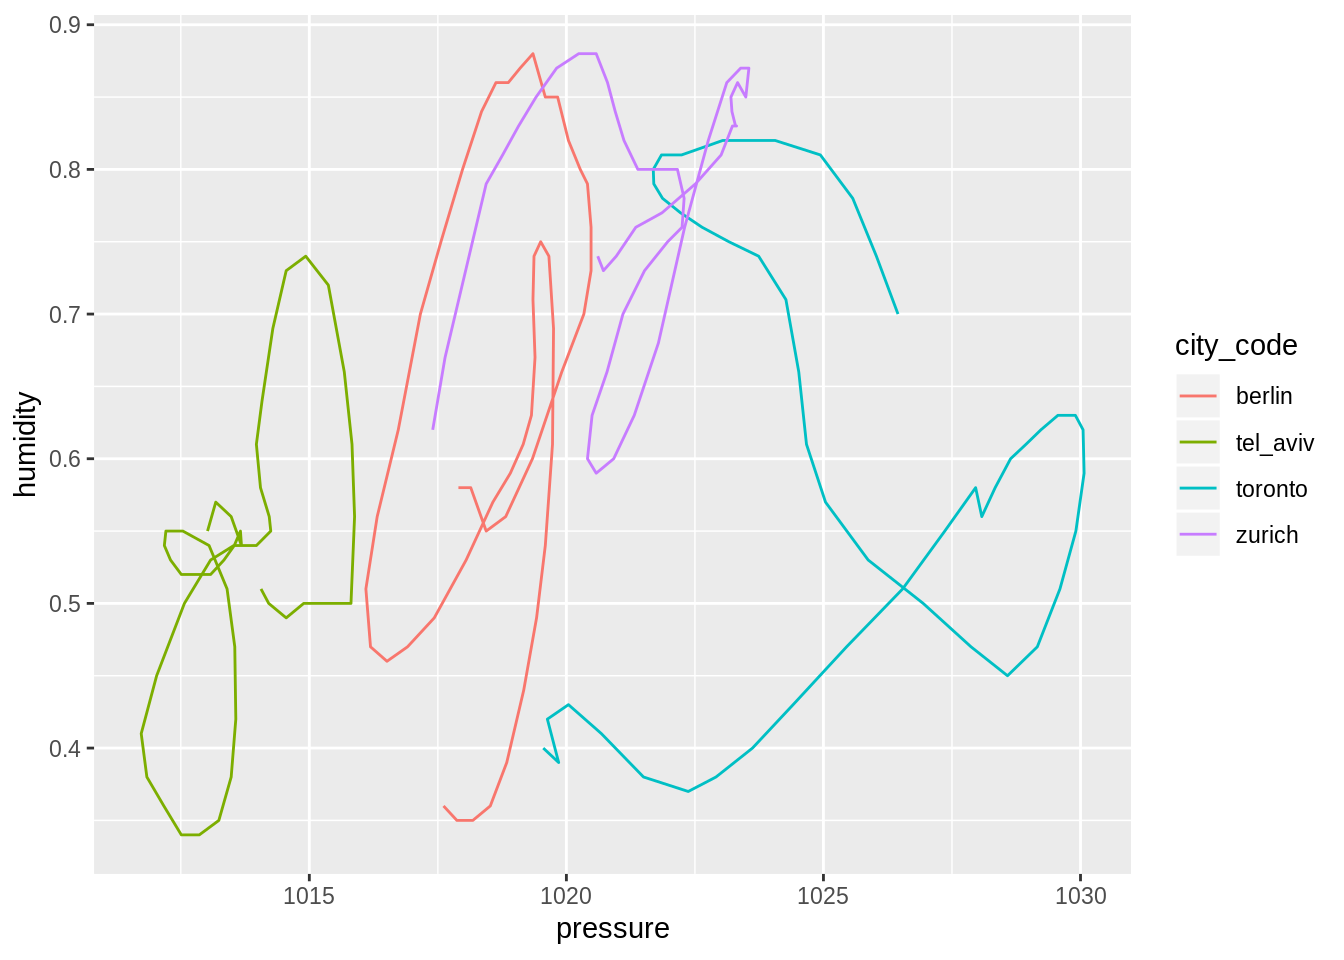 0.9
0.8
0.7
0.6
0.5
0.4
humidity
1015 1020 1025 1030
pressure
city_code
berlin
tel_aviv
toronto
zurich